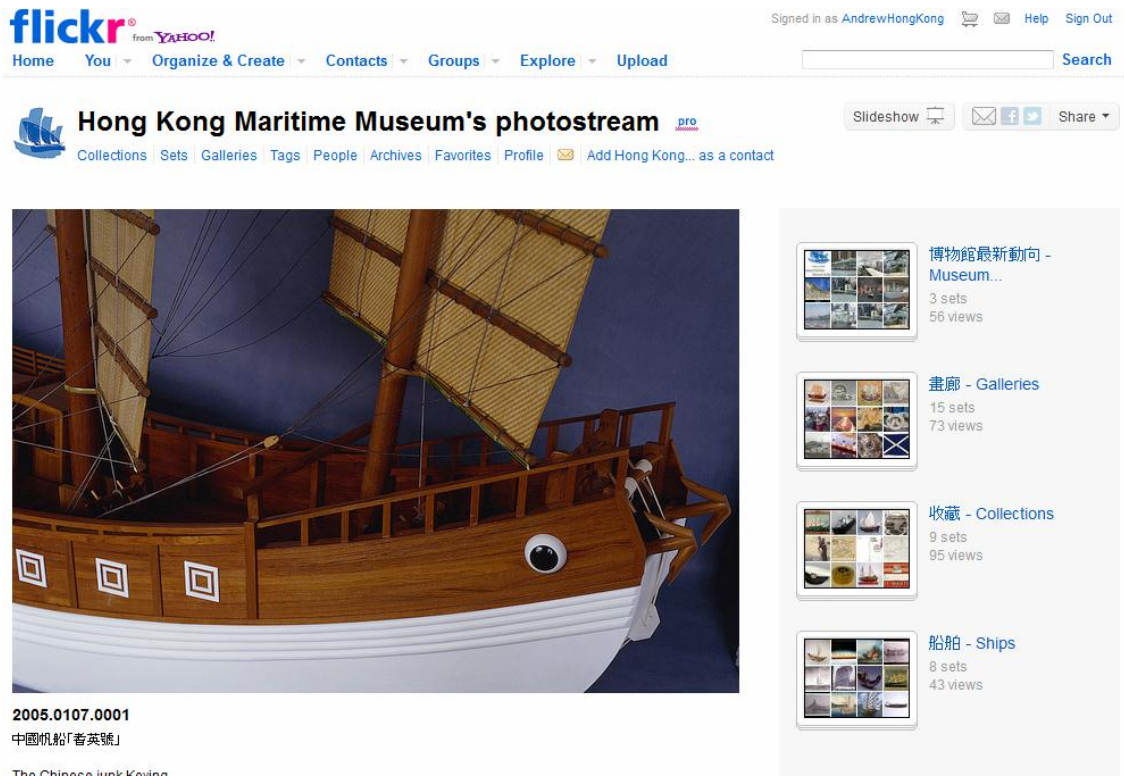 flickr® from YAHOO!
Signed in as AndrewHongKong Help Sign Out
Home You Organize & Create Contacts Groups Explore Upload Search
Hong Kong Maritime Museum's photostream pro
Slideshow Share
Collections Sets Galleries Tags People Archives Favorites Profile Add Hong Kong... as a contact
博物館最新動向 -
Museum...
3 sets
56 views
畫廊 - Galleries
15 sets
73 views
收藏 - Collections
9 sets
95 views
船舶 - Ships
8 sets
43 views
2005.0107.0001
中國帆船「耆英號」
The Chinese junk Keying